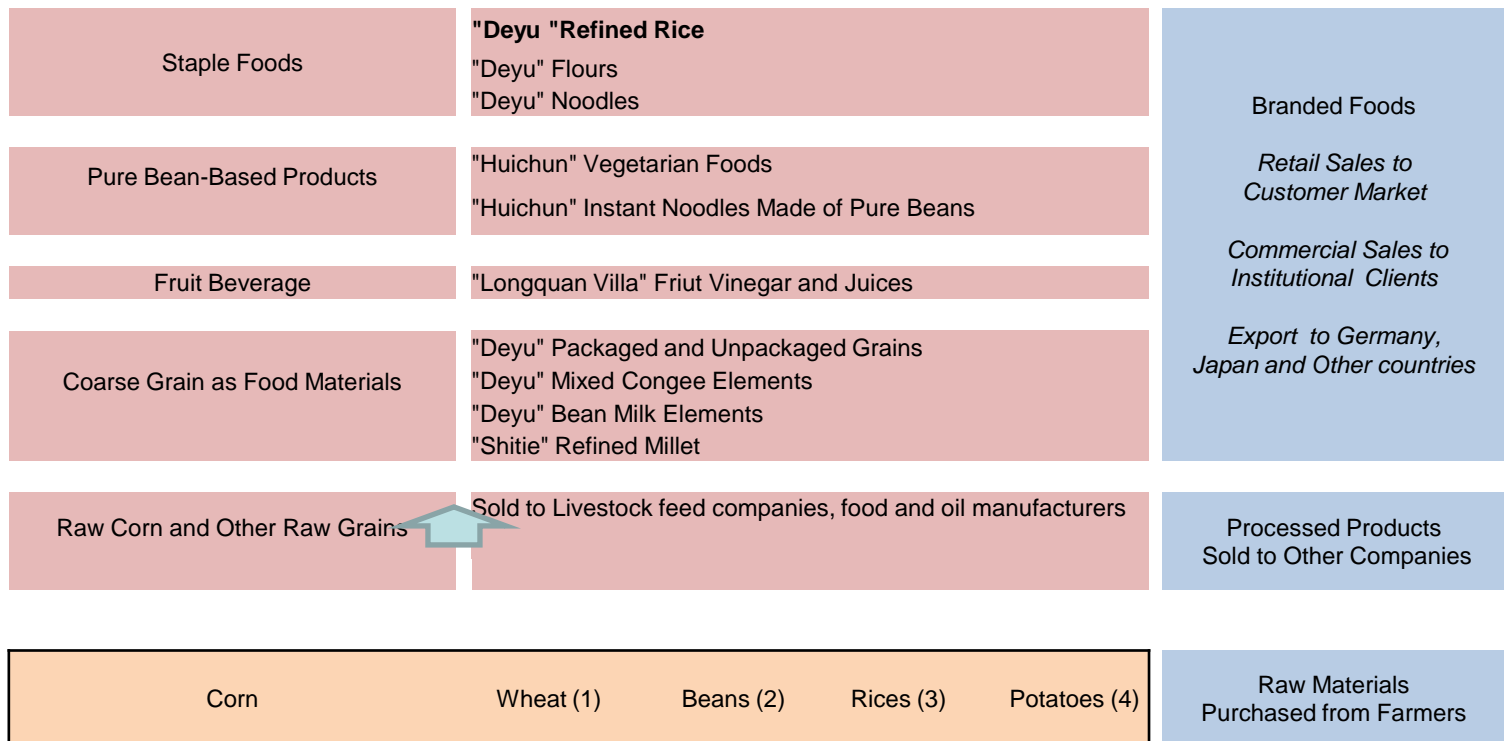 Staple Foods
"Deyu "Refined Rice
"Deyu" Flours
"Deyu" Noodles
Pure Bean-Based Products
"Huichun" Vegetarian Foods
"Huichun" Instant Noodles Made of Pure Beans
Fruit Beverage
"Longquan Villa" Friut Vinegar and Juices
Coarse Grain as Food Materials
"Deyu" Packaged and Unpackaged Grains
"Deyu" Mixed Congee Elements
"Deyu" Bean Milk Elements
"Shitie" Refined Millet
Branded Foods
Retail Sales to
Customer Market
Commercial Sales to
Institutional Clients
Export to Germany,
Japan and Other countries
Raw Corn and Other Raw Grains
Sold to Livestock feed companies, food and oil manufacturers
Processed Products
Sold to Other Companies
Corn Wheat (1) Beans (2) Rices (3) Potatoes (4)
Raw Materials
Purchased from Farmers